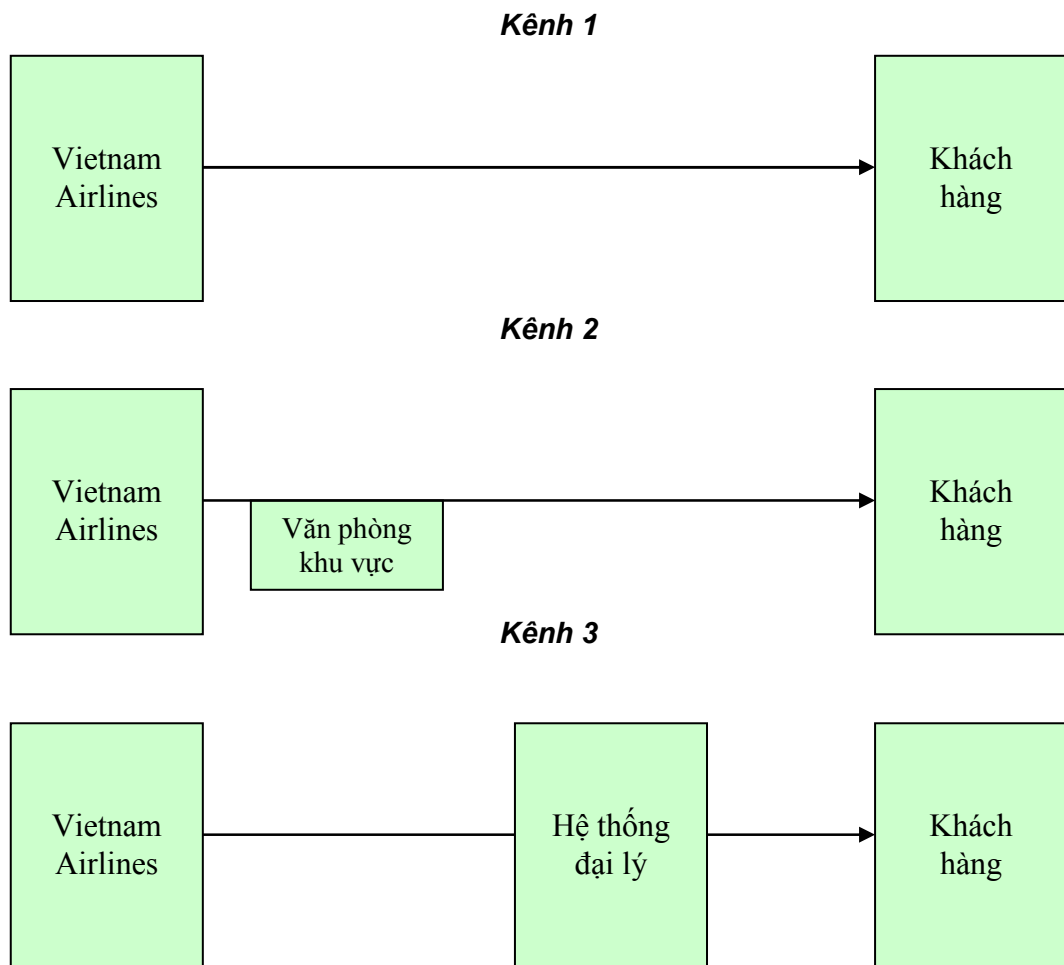 Kênh 1
Vietnam
Airlines
Khách
hàng
Kênh 2
Vietnam
Airlines
Văn phòng
khu vực
Khách
hàng
Kênh 3
Vietnam
Airlines
Hệ thống
đại lý
Khách
hàng